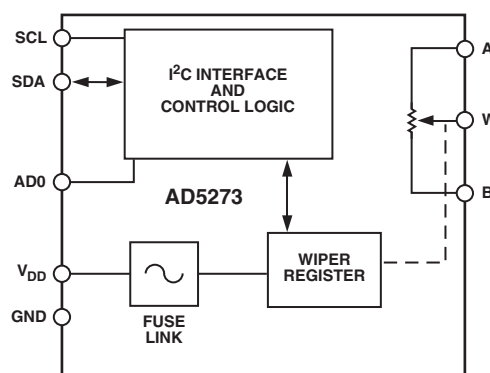 SCL
SDA
AD0
V_DD
GND
I²C INTERFACE
AND
CONTROL LOGIC
AD5273
FUSE
LINK
WIPER
REGISTER
A
W
B